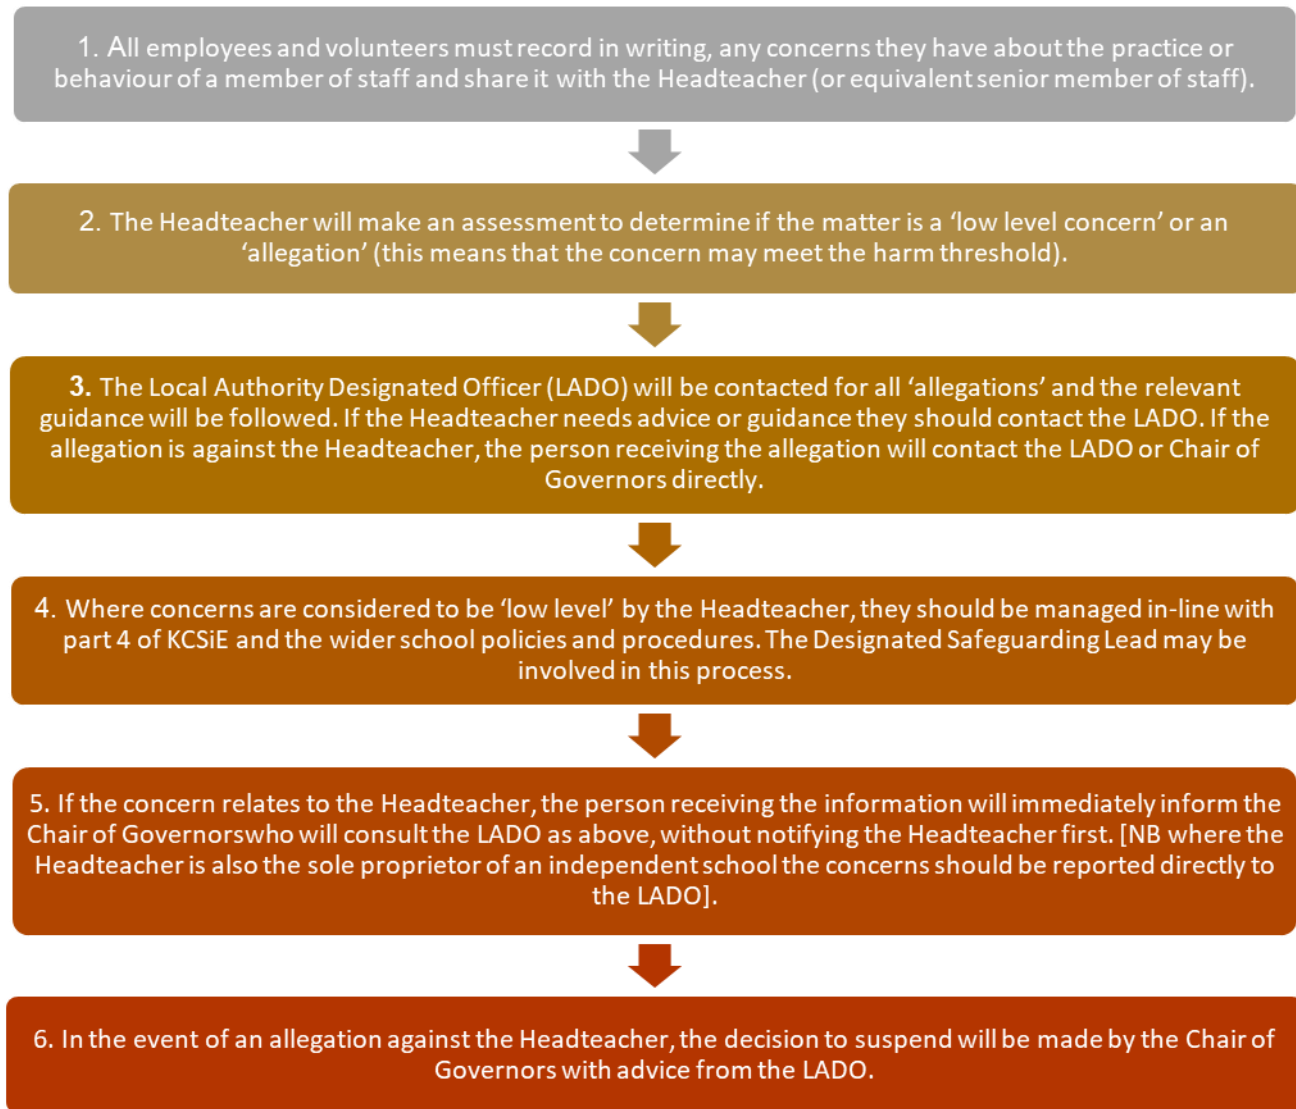 1. All employees and volunteers must record in writing, any concerns they have about the practice or
behaviour of a member of staff and share it with the Headteacher (or equivalent senior member of staff).
2. The Headteacher will make an assessment to determine if the matter is a ‘low level concern’ or an
‘allegation’ (this means that the concern may meet the harm threshold).
3. The Local Authority Designated Officer (LADO) will be contacted for all ‘allegations’ and the relevant
guidance will be followed. If the Headteacher needs advice or guidance they should contact the LADO. If the
allegation is against the Headteacher, the person receiving the allegation will contact the LADO or Chair of
Governors directly.
4. Where concerns are considered to be ‘low level’ by the Headteacher, they should be managed in-line with
part 4 of KCSiE and the wider school policies and procedures. The Designated Safeguarding Lead may be
involved in this process.
5. If the concern relates to the Headteacher, the person receiving the information will immediately inform the
Chair of Governorswho will consult the LADO as above, without notifying the Headteacher first. [NB where the
Headteacher is also the sole proprietor of an independent school the concerns should be reported directly to
the LADO].
6. In the event of an allegation against the Headteacher, the decision to suspend will be made by the Chair of
Governors with advice from the LADO.